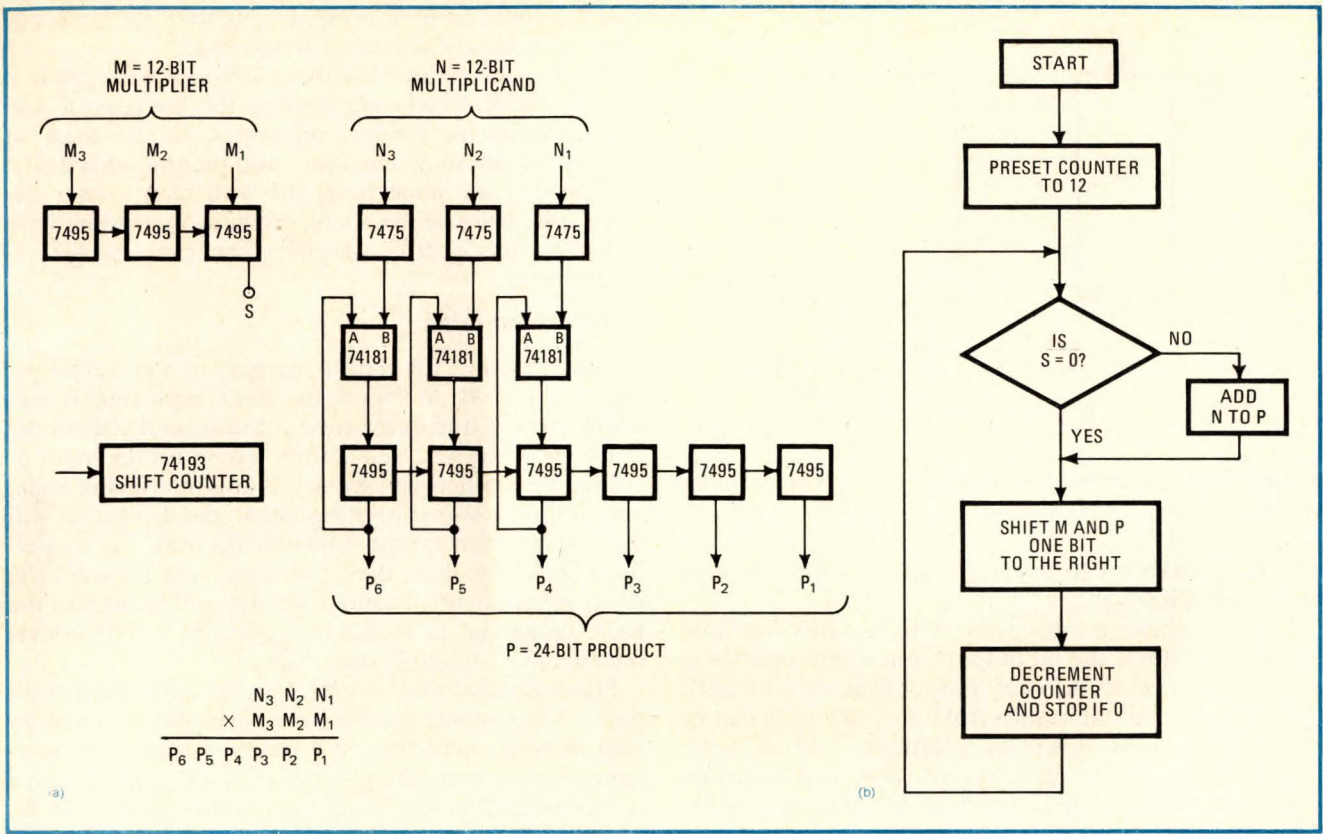 M = 12-BIT
MULTIPLIER
N = 12-BIT
MULTIPLICAND
M3 M2 M1
N3 N2 N1
7495 7495 7495
7475 7475 7475
S
A B
74181
A B
74181
A B
74181
74193
SHIFT COUNTER
7495 7495 7495 7495 7495 7495
P6 P5 P4 P3 P2 P1
P = 24-BIT PRODUCT
N3 N2 N1
× M3 M2 M1
P6 P5 P4 P3 P2 P1
(a)
START
PRESET COUNTER
TO 12
IS
S = 0?
NO
ADD
N TO P
YES
SHIFT M AND P
ONE BIT
TO THE RIGHT
DECREMENT
COUNTER
AND STOP IF 0
(b)